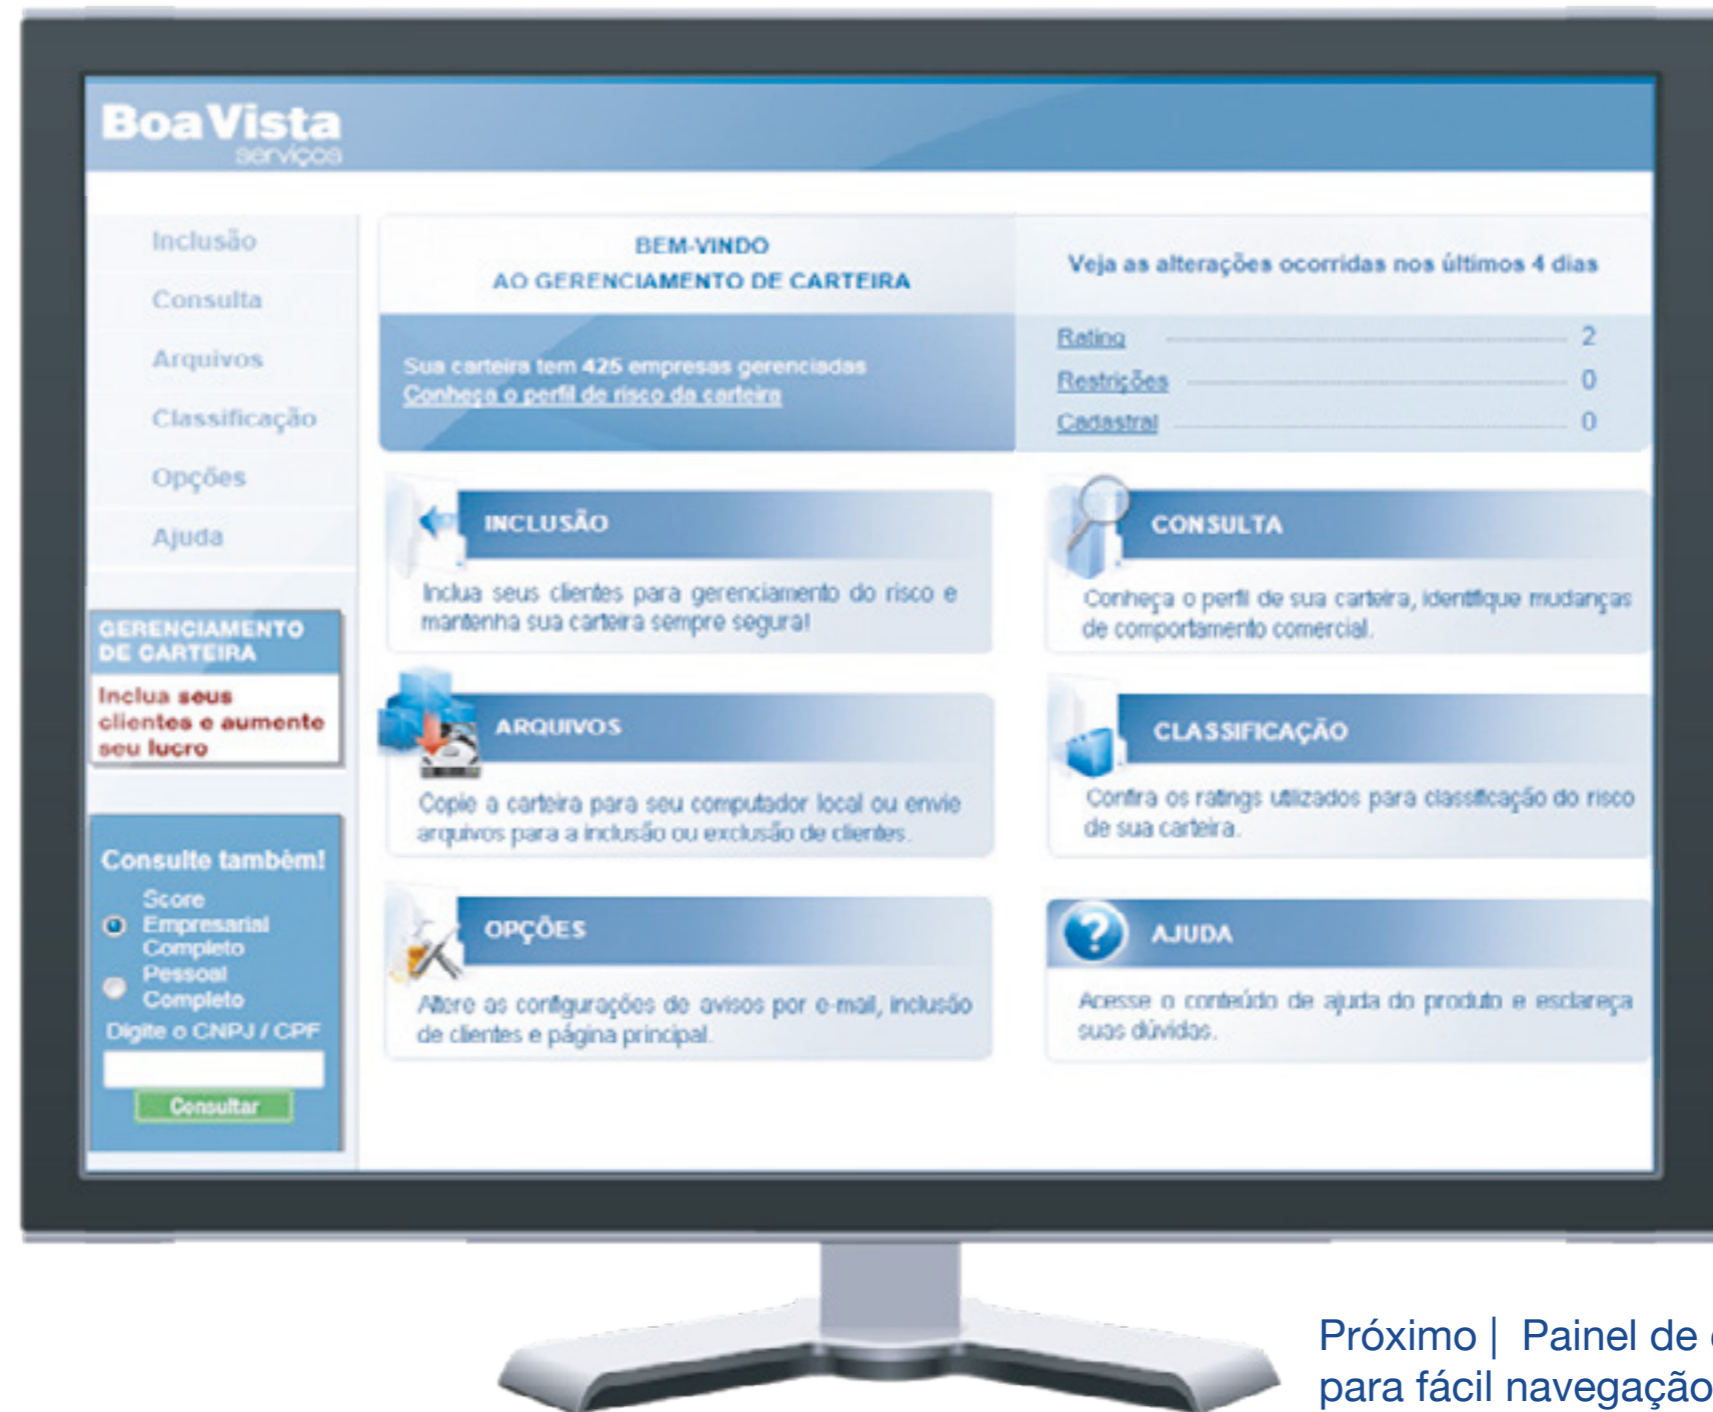 BoaVista
serviços
Inclusão
Consulta
Arquivos
Classificação
Opções
Ajuda
GERENCIAMENTO
DE CARTEIRA
Inclua seus
clientes e aumente
seu lucro
Consulte também!
Score
Empresarial
Completo
Pessoal
Completo
Digite o CNPJ / CPF
Consultar
BEM-VINDO
AO GERENCIAMENTO DE CARTEIRA
Sua carteira tem 425 empresas gerenciadas
Conheça o perfil de risco da carteira
Veja as alterações ocorridas nos últimos 4 dias
Rating 2
Restrições 0
Cadastral 0
INCLUSÃO
Inclua seus clientes para gerenciamento do risco e
mantenha sua carteira sempre segura!
CONSULTA
Conheça o perfil de sua carteira, identifique mudanças
de comportamento comercial.
ARQUIVOS
Copie a carteira para seu computador local ou envie
arquivos para a inclusão ou exclusão de clientes.
CLASSIFICAÇÃO
Confira os ratings utilizados para classificação do risco
de sua carteira.
OPÇÕES
Altere as configurações de avisos por e-mail, inclusão
de clientes e página principal.
AJUDA
Acesse o conteúdo de ajuda do produto e esclareça
suas dúvidas.
Próximo | Painel de
para fácil navegação